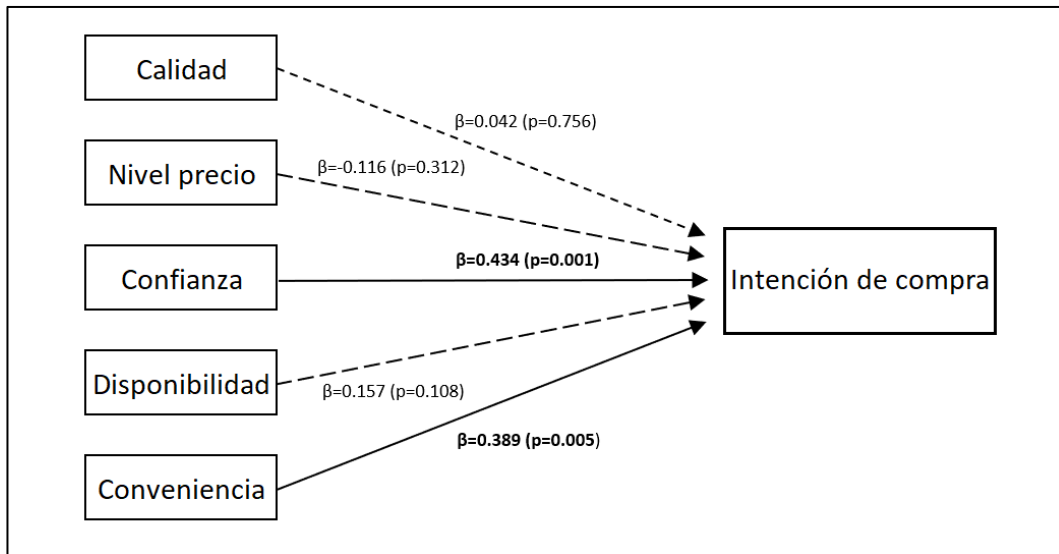 Calidad
β=0.042 (p=0.756)
Nivel precio
β=-0.116 (p=0.312)
Confianza
β=0.434 (p=0.001)
Intención de compra
Disponibilidad
β=0.157 (p=0.108)
β=0.389 (p=0.005)
Conveniencia